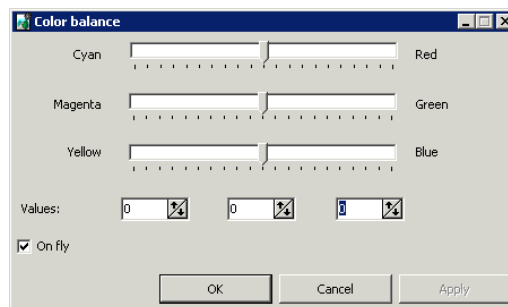 Color balance
Cyan Red
Magenta Green
Yellow Blue
Values: 0 0 0
On fly
OK Cancel Apply